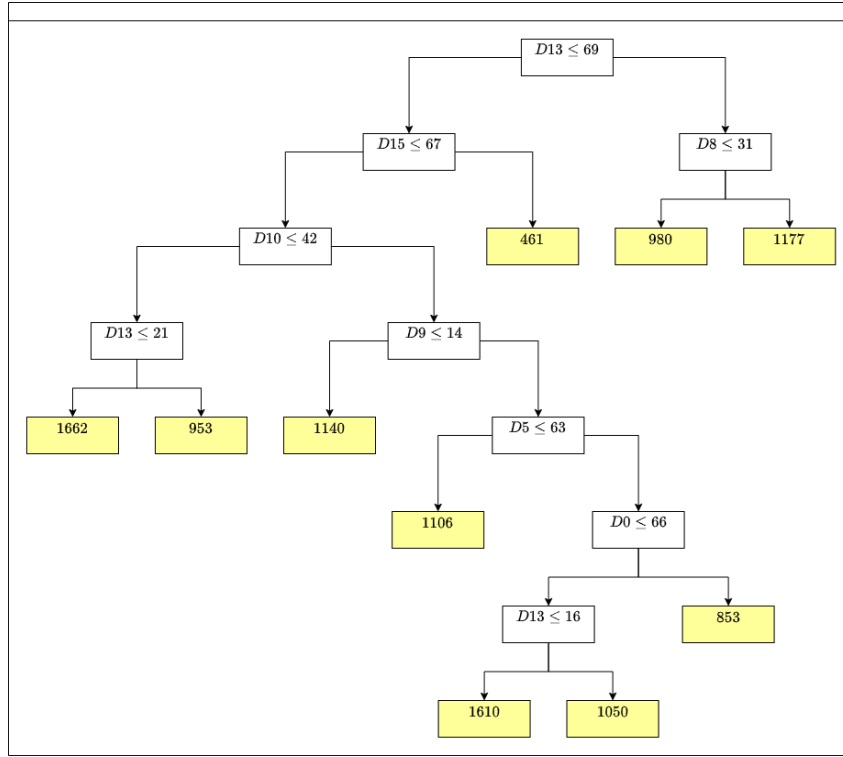 D13 ≤ 69
D15 ≤ 67
D8 ≤ 31
D10 ≤ 42
461
980
1177
D13 ≤ 21
D9 ≤ 14
1662
953
1140
D5 ≤ 63
1106
D0 ≤ 66
D13 ≤ 16
853
1610
1050